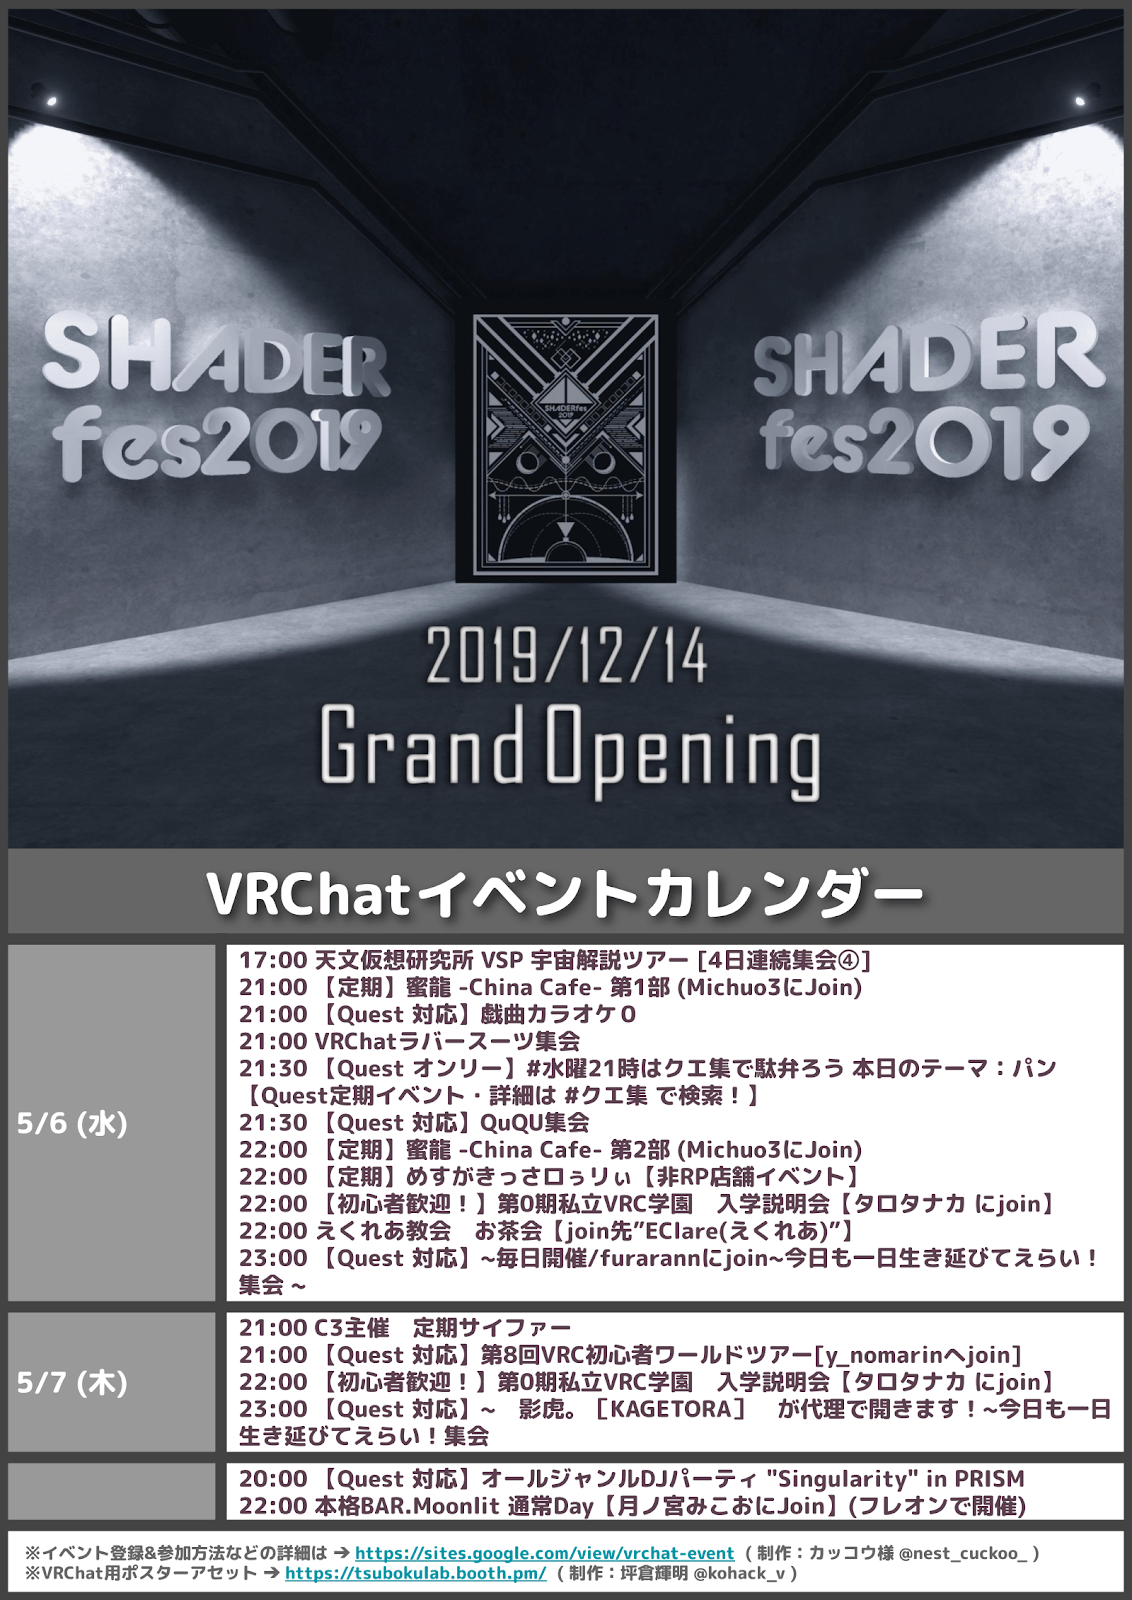 SHADER
fes2019
SHADER
fes2019
SHADERfes
2019
2019/12/14
Grand Opening
VRChatイベントカレンダー
5/6 (水)
17:00 天文仮想研究所 VSP 宇宙解説ツアー [4日連続集会④]
21:00 【定期】蜜龍 -China Cafe- 第1部 (Michuo3にJoin)
21:00 【Quest 対応】戯曲カラオケ０
21:00 VRChatラバースーツ集会
21:30 【Quest オンリー】#水曜21時はクエ集で駄弁ろう 本日のテーマ：パン
【Quest定期イベント・詳細は #クエ集 で検索！】
21:30 【Quest 対応】QuQU集会
22:00 【定期】蜜龍 -China Cafe- 第2部 (Michuo3にJoin)
22:00 【定期】めすがきっさロぅリぃ【非RP店舗イベント】
22:00 【初心者歓迎！】第0期私立VRC学園　入学説明会【タロタナカ にjoin】
22:00 えくれあ教会　お茶会【join先”EClare(えくれあ)”】
23:00 【Quest 対応】~毎日開催/furarannにjoin~今日も一日生き延びてえらい！
集会 ~
5/7 (木)
21:00 C3主催　定期サイファー
21:00 【Quest 対応】第8回VRC初心者ワールドツアー[y_nomarinへjoin]
22:00 【初心者歓迎！】第0期私立VRC学園　入学説明会【タロタナカ にjoin】
23:00 【Quest 対応】~　影虎。［KAGETORA］　が代理で開きます！~今日も一日
生き延びてえらい！集会
20:00 【Quest 対応】オールジャンルDJパーティ "Singularity" in PRISM
22:00 本格BAR.Moonlit 通常Day【月ノ宮みこおにJoin】(フレオンで開催)
※イベント登録&参加方法などの詳細は ➔ https://sites.google.com/view/vrchat-event （ 制作：カッコウ様 @nest_cuckoo_ ）
※VRChat用ポスターアセット ➔ https://tsubokulab.booth.pm/ （ 制作：坪倉輝明 @kohack_v ）